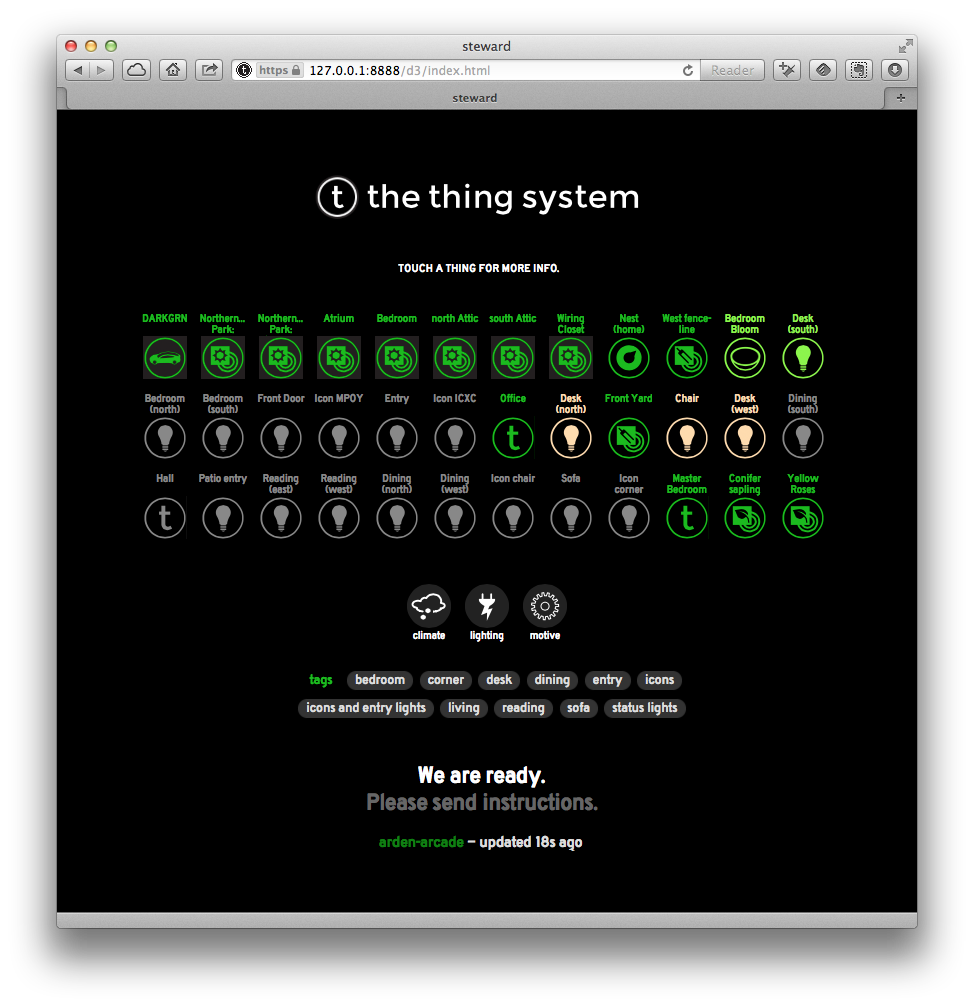 steward
https 127.0.0.1:8888/d3/index.html Reader
steward
t the thing system
TOUCH A THING FOR MORE INFO.
DARKGRN Northern... Park: Northern... Park: Atrium Bedroom north Attic south Attic Wiring Closet Nest (home) West fence-line Bedroom Bloom Desk (south)
Bedroom (north) Bedroom (south) Front Door Icon MPOY Entry Icon ICXC Office Desk (north) Front Yard Chair Desk (west) Dining (south)
t
Hall Patio entry Reading (east) Reading (west) Dining (north) Dining (west) Icon chair Sofa Icon corner Master Bedroom Conifer sapling Yellow Roses
t t
climate lighting motive
tags bedroom corner desk dining entry icons
icons and entry lights living reading sofa status lights
We are ready.
Please send instructions.
arden-arcade – updated 18s ago